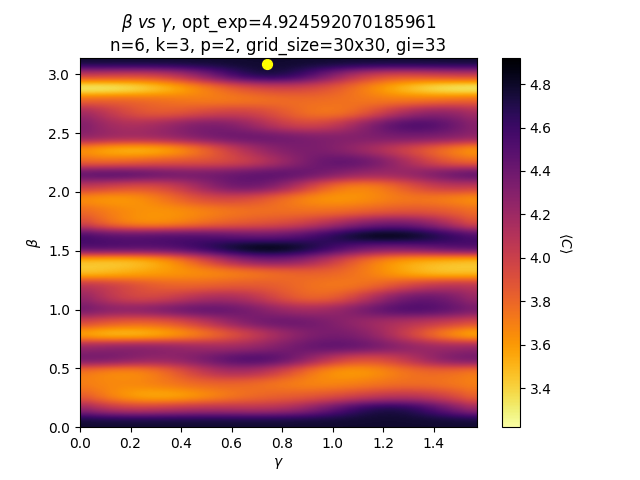 β vs γ, opt_exp=4.924592070185961
n=6, k=3, p=2, grid_size=30x30, gi=33
3.0
2.5
2.0
1.5
1.0
0.5
0.0
β
0.0 0.2 0.4 0.6 0.8 1.0 1.2 1.4
γ
4.8
4.6
4.4
4.2
4.0
3.8
3.6
3.4
⟨C⟩